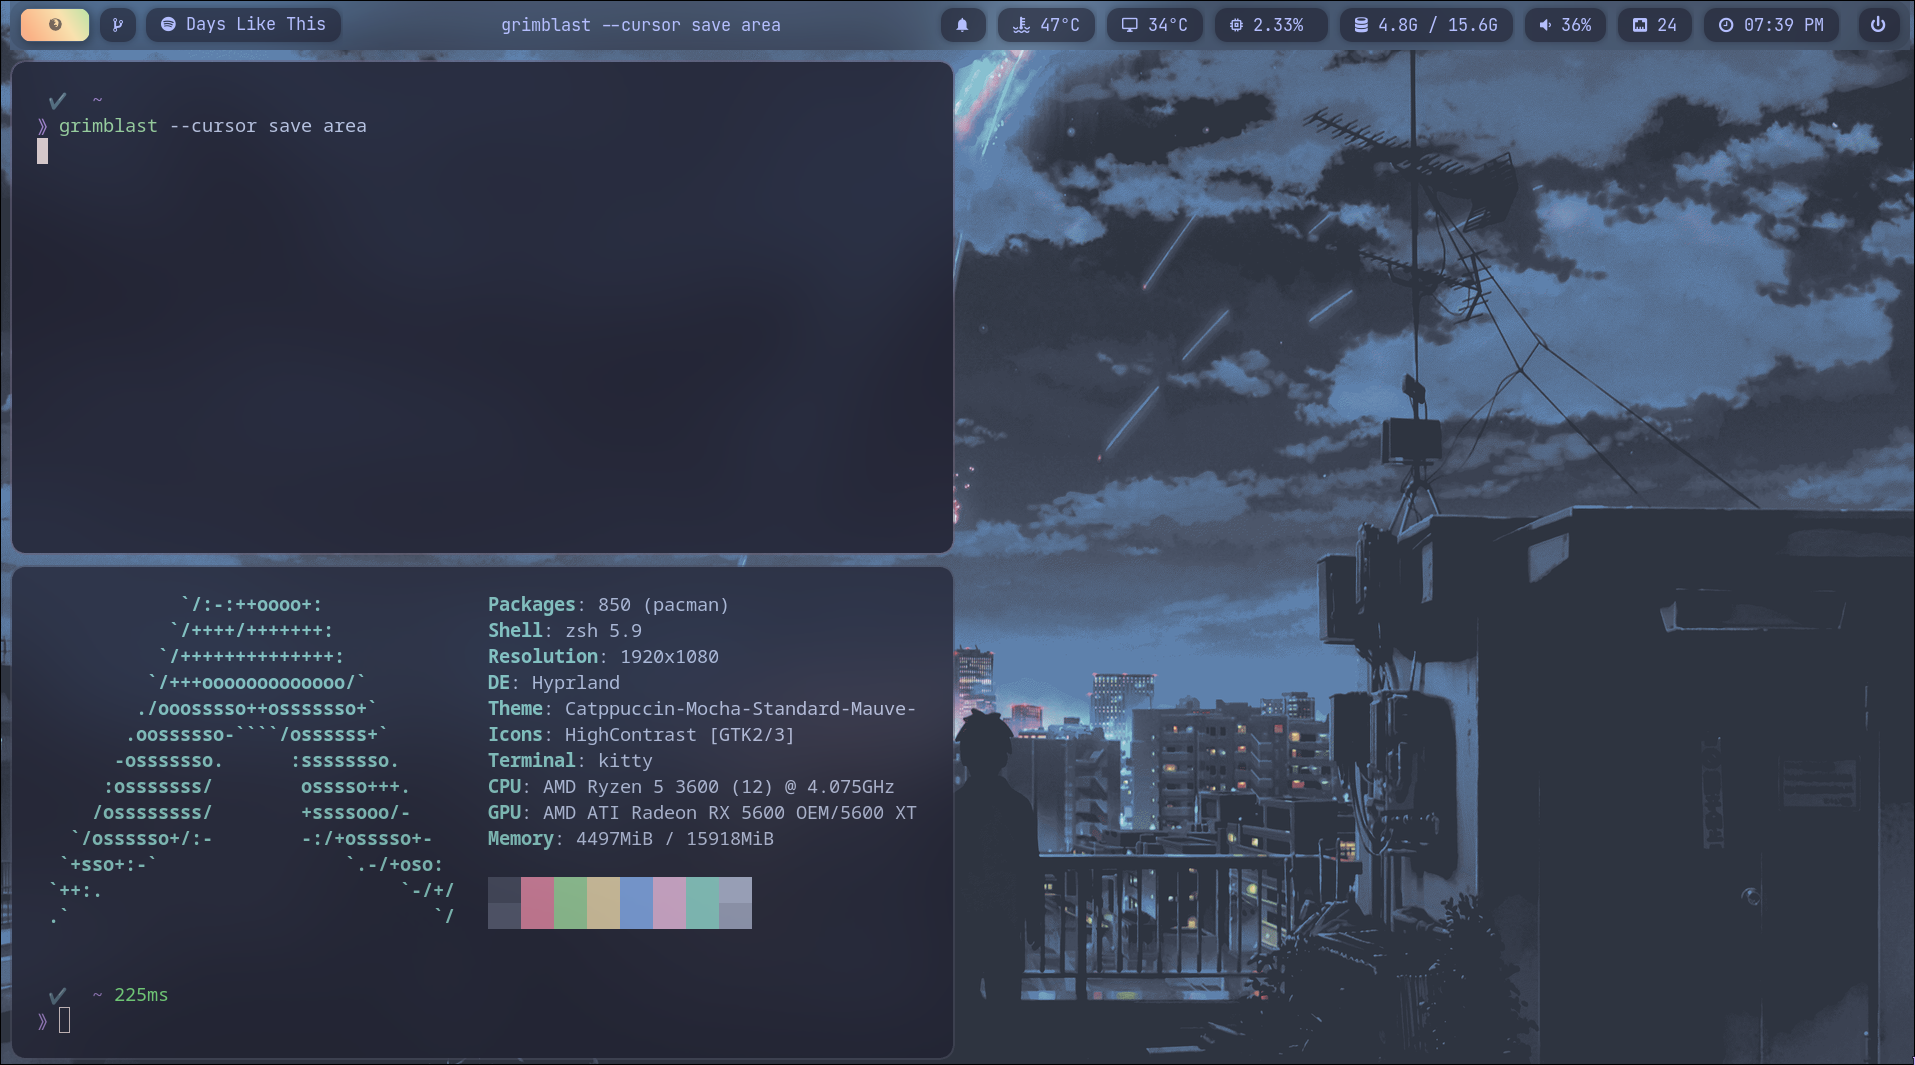 Days Like This
grimblast --cursor save area
47°C
34°C
2.33%
4.8G / 15.6G
36%
24
07:39 PM
✔ ~
》 grimblast --cursor save area
`/:-:++oooo+:
`/++++/+++++++:
`/++++++++++++++:
`/+++ooooooooooooo/`
./ooosssso++osssssso+`
.oossssso-````/ossssss+`
-osssssso.      :ssssssso.
:osssssss/        osssso+++.
/ossssssss/        +ssssooo/-
`/ossssso+/:-        -:/+osssso+-
`+sso+:-`                 `.-/+oso:
`++:.                           `-/+/
.`                                 `/
Packages: 850 (pacman)
Shell: zsh 5.9
Resolution: 1920x1080
DE: Hyprland
Theme: Catppuccin-Mocha-Standard-Mauve-
Icons: HighContrast [GTK2/3]
Terminal: kitty
CPU: AMD Ryzen 5 3600 (12) @ 4.075GHz
GPU: AMD ATI Radeon RX 5600 OEM/5600 XT
Memory: 4497MiB / 15918MiB
✔ ~ 225ms
》